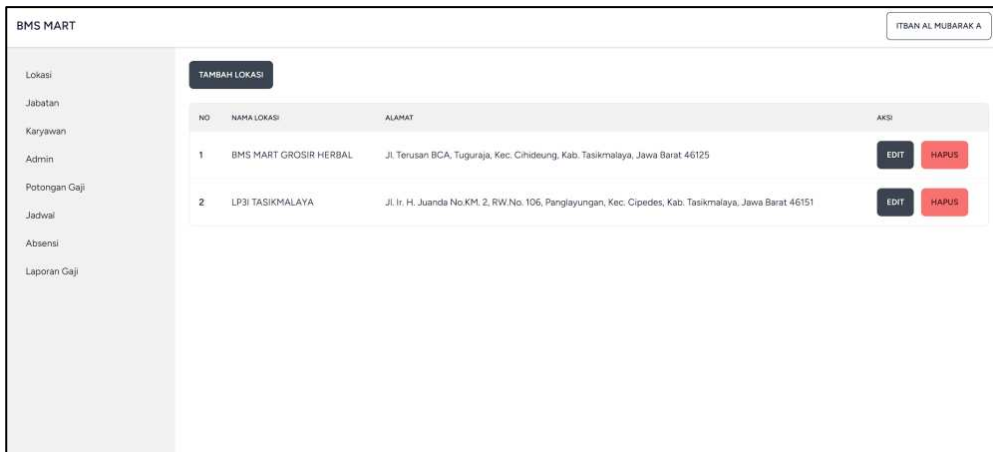 BMS MART
ITBAN AL MUBARAK A
Lokasi
Jabatan
Karyawan
Admin
Potongan Gaji
Jadwal
Absensi
Laporan Gaji
TAMBAH LOKASI
NO NAMA LOKASI ALAMAT AKSI
1 BMS MART GROSIR HERBAL Jl. Terusan BCA, Tuguraja, Kec. Cihideung, Kab. Tasikmalaya, Jawa Barat 46125 EDIT HAPUS
2 LP3I TASIKMALAYA Jl. Ir. H. Juanda No.KM. 2, RW.No. 106, Panglayungan, Kec. Cipedes, Kab. Tasikmalaya, Jawa Barat 46151 EDIT HAPUS